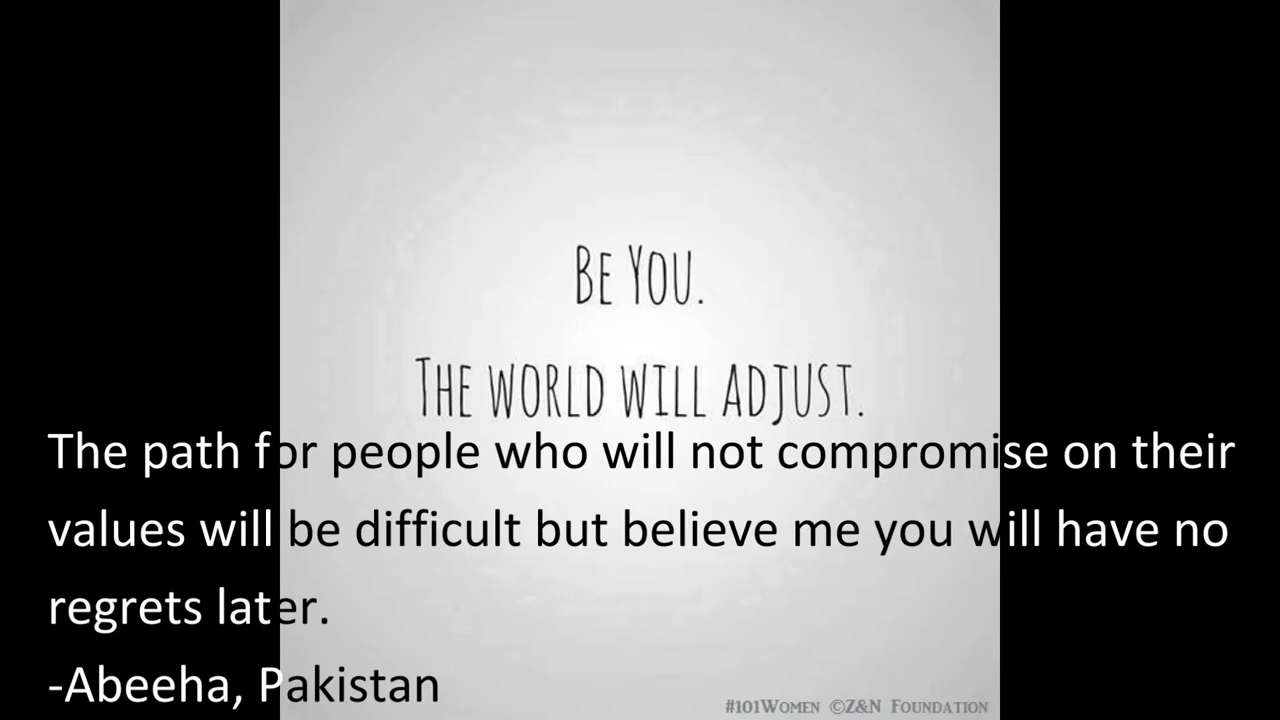 Be You.
The world will adjust.
The path for people who will not compromise on their
values will be difficult but believe me you will have no
regrets later.
-Abeeha, Pakistan
#101Women ©Z&N Foundation